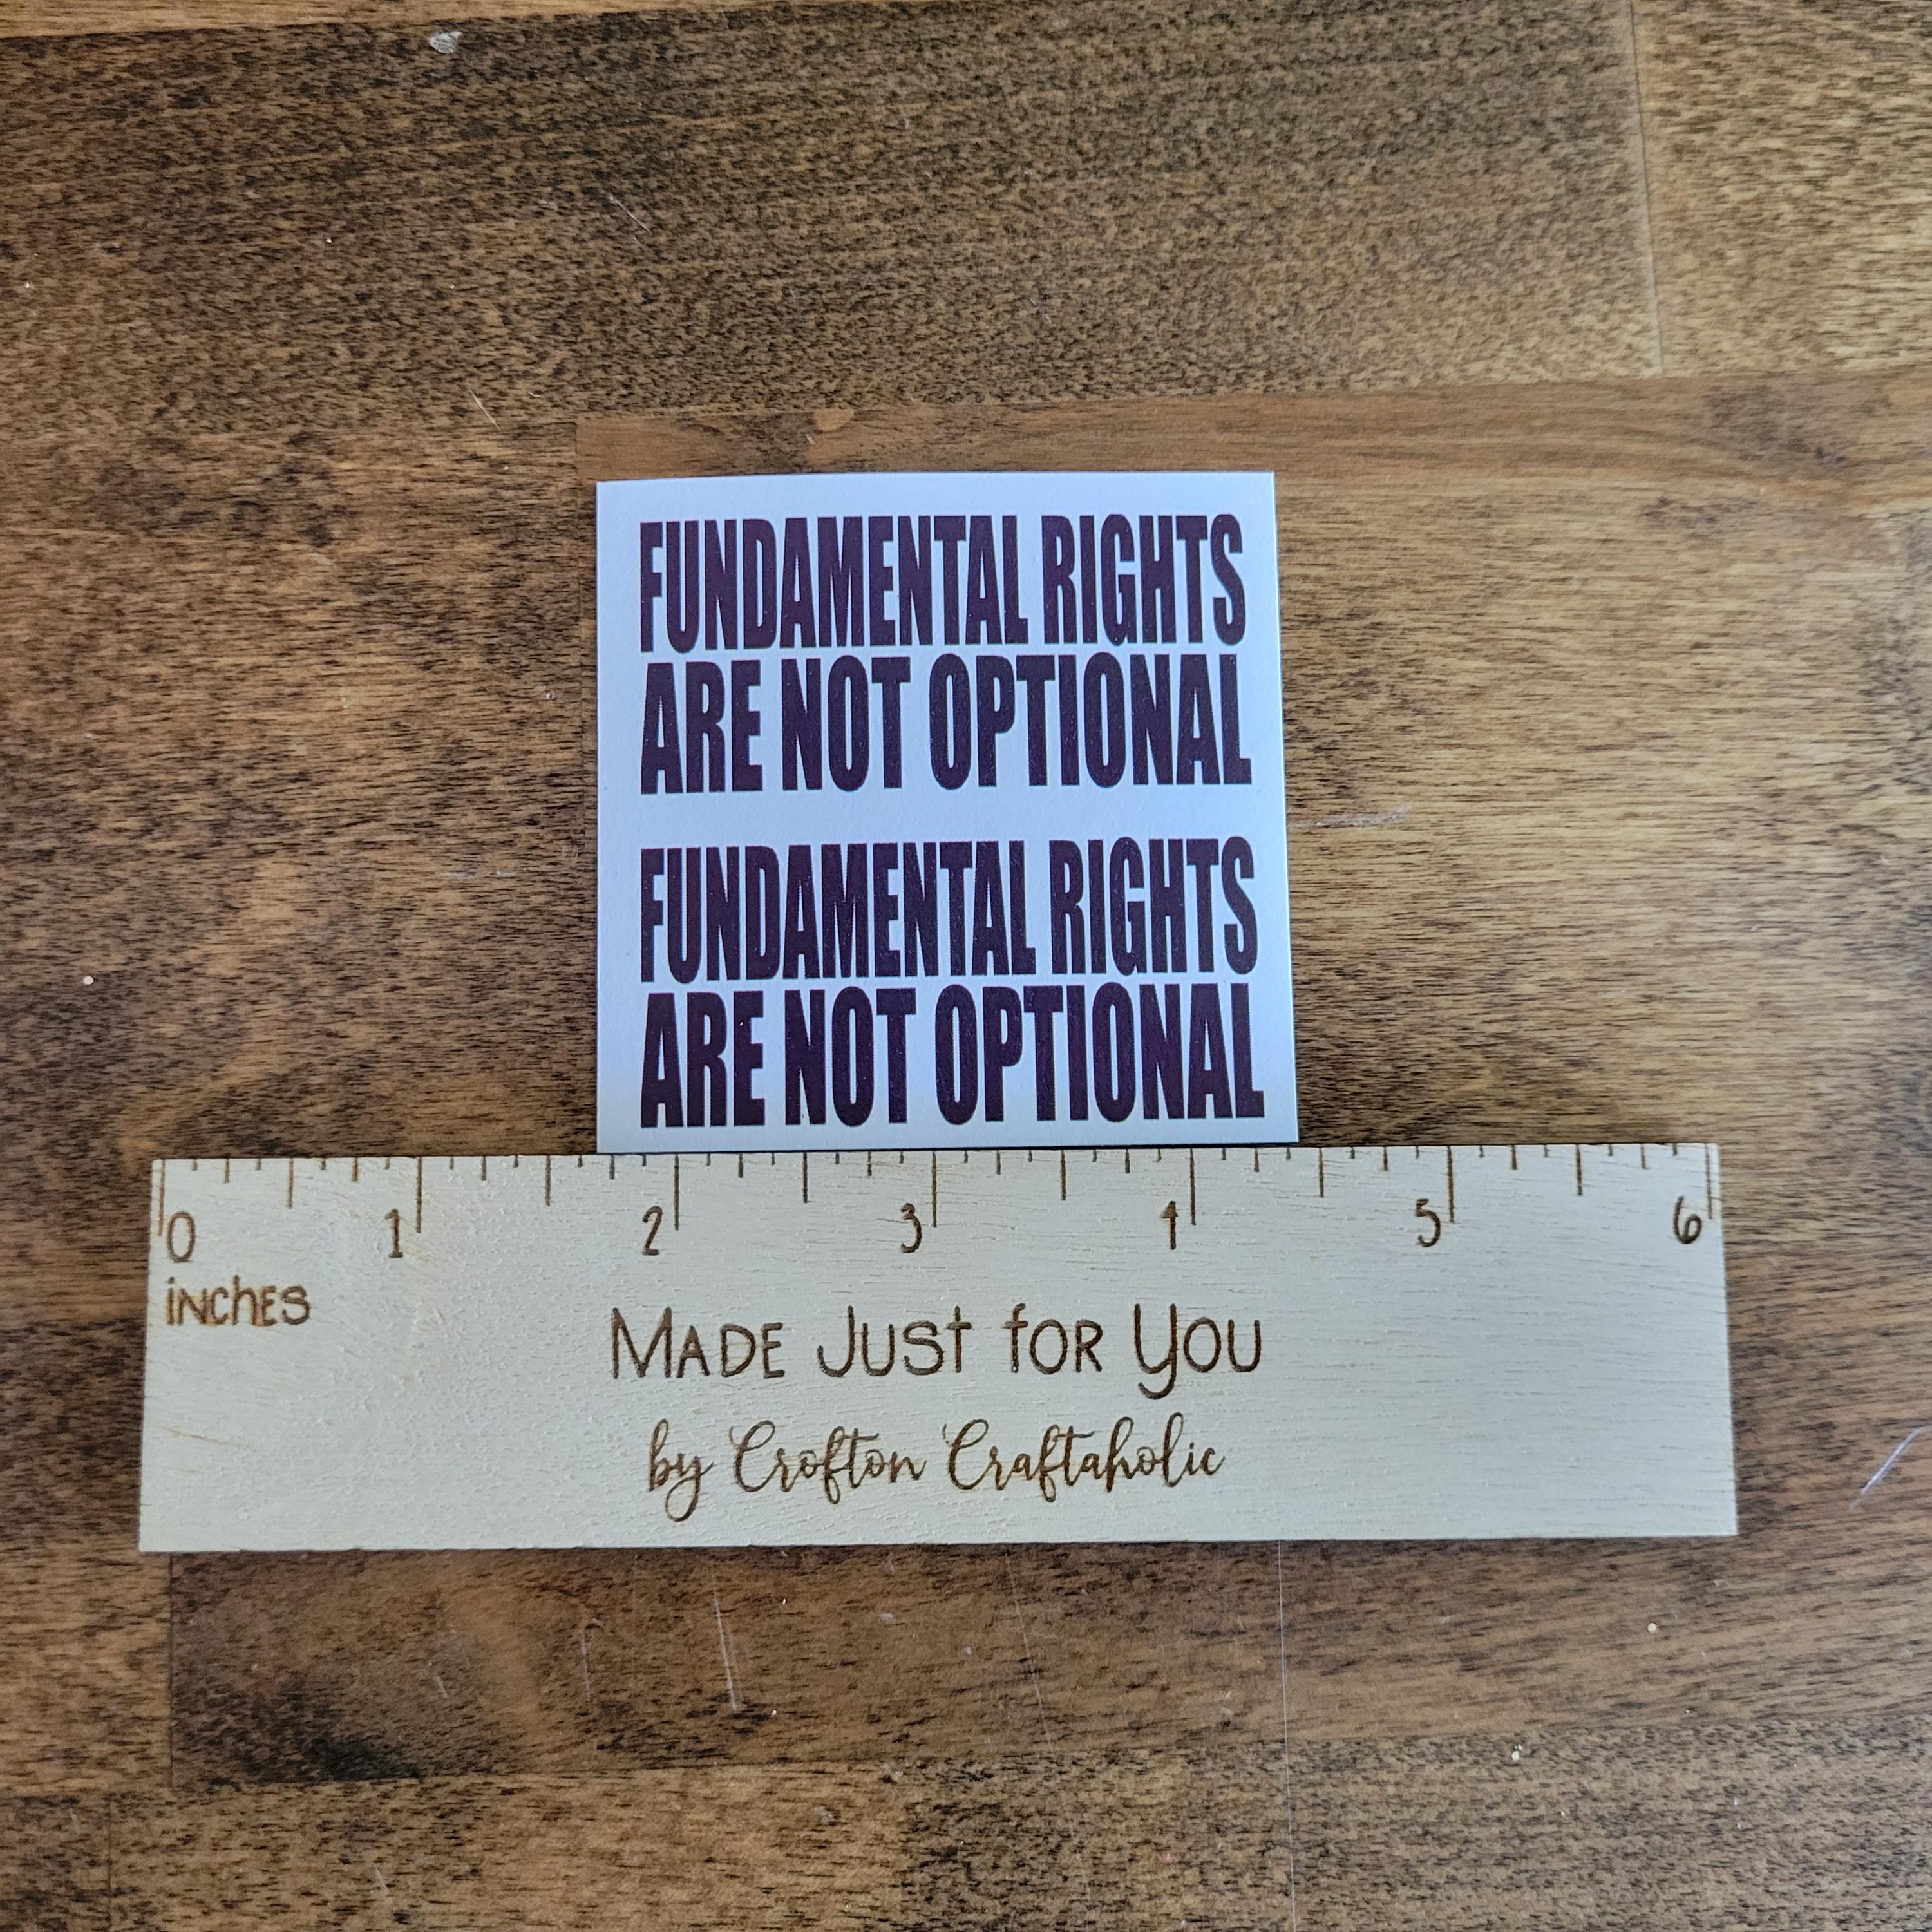 FUNDAMENTAL RIGHTS
ARE NOT OPTIONAL
FUNDAMENTAL RIGHTS
ARE NOT OPTIONAL
0 1 2 3 4 5 6
inches
Made Just for You
by Crofton Craftaholic